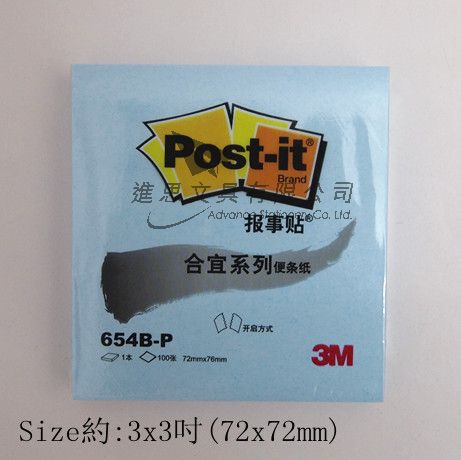 Post-it®
Brand
進思文具有限公司
Advance Stationery Co. Ltd.
报事贴®
合宜系列便条纸
开启方式
654B-P
1本 100张 72mmx76mm
3M
Size約:3x3吋(72x72mm)